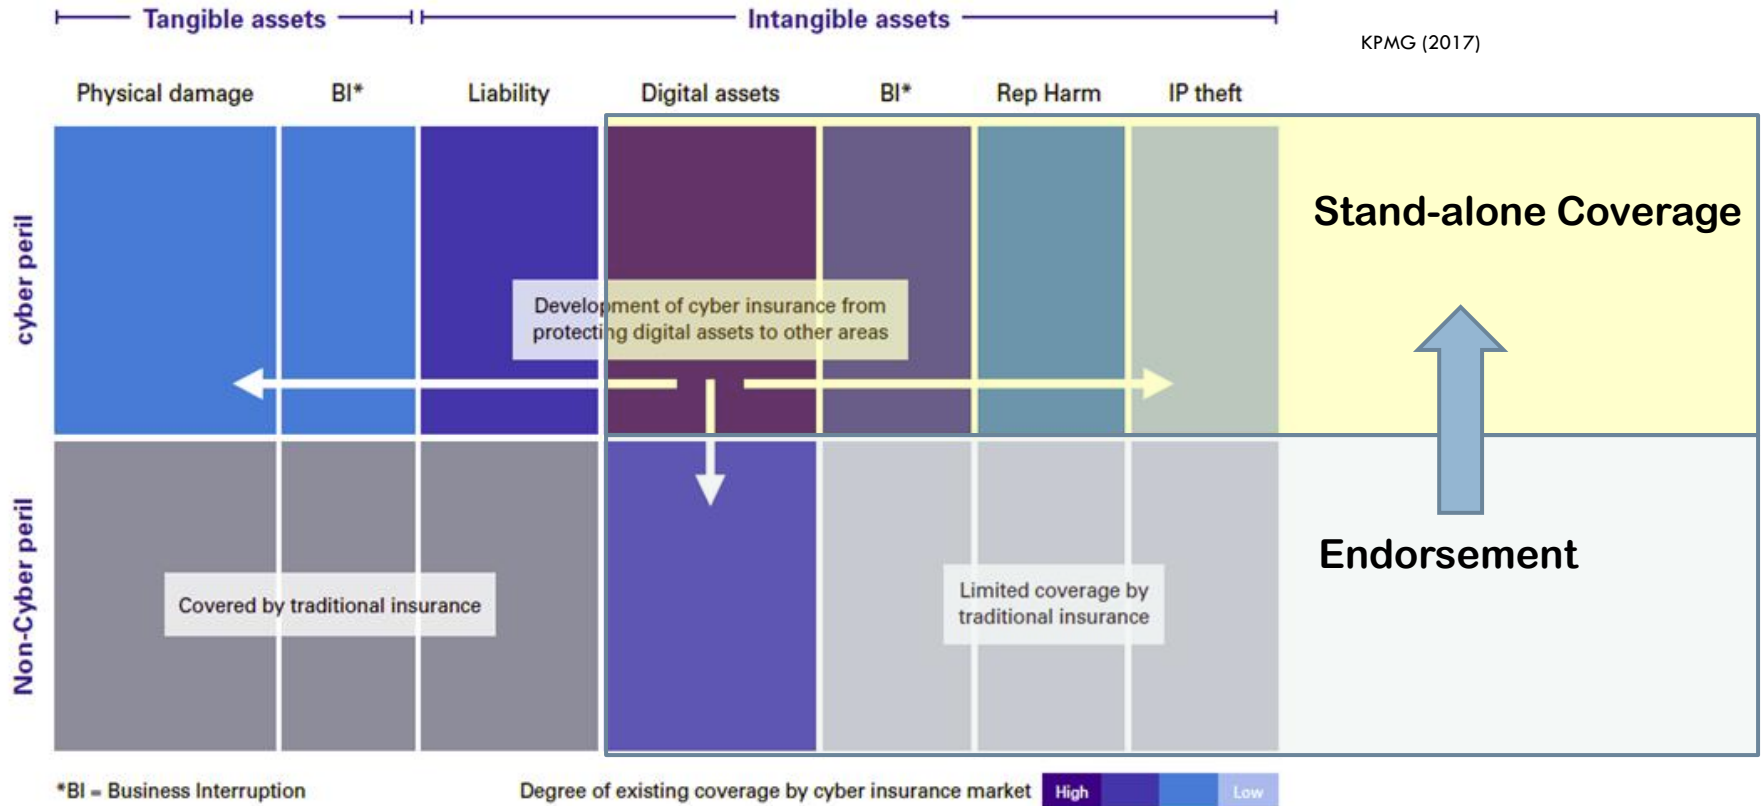 Tangible assets
Intangible assets
KPMG (2017)
Physical damage
BI*
Liability
Digital assets
BI*
Rep Harm
IP theft
cyber peril
Stand-alone Coverage
Development of cyber insurance from
protecting digital assets to other areas
Non-Cyber peril
Endorsement
Covered by traditional insurance
Limited coverage by
traditional insurance
*BI = Business Interruption
Degree of existing coverage by cyber insurance market
High
Low